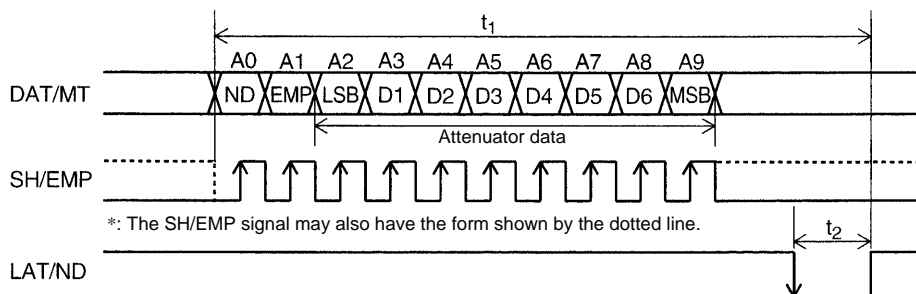 t1
A0 A1 A2 A3 A4 A5 A6 A7 A8 A9
DAT/MT ND EMP LSB D1 D2 D3 D4 D5 D6 MSB
Attenuator data
SH/EMP
*: The SH/EMP signal may also have the form shown by the dotted line.
t2
LAT/ND